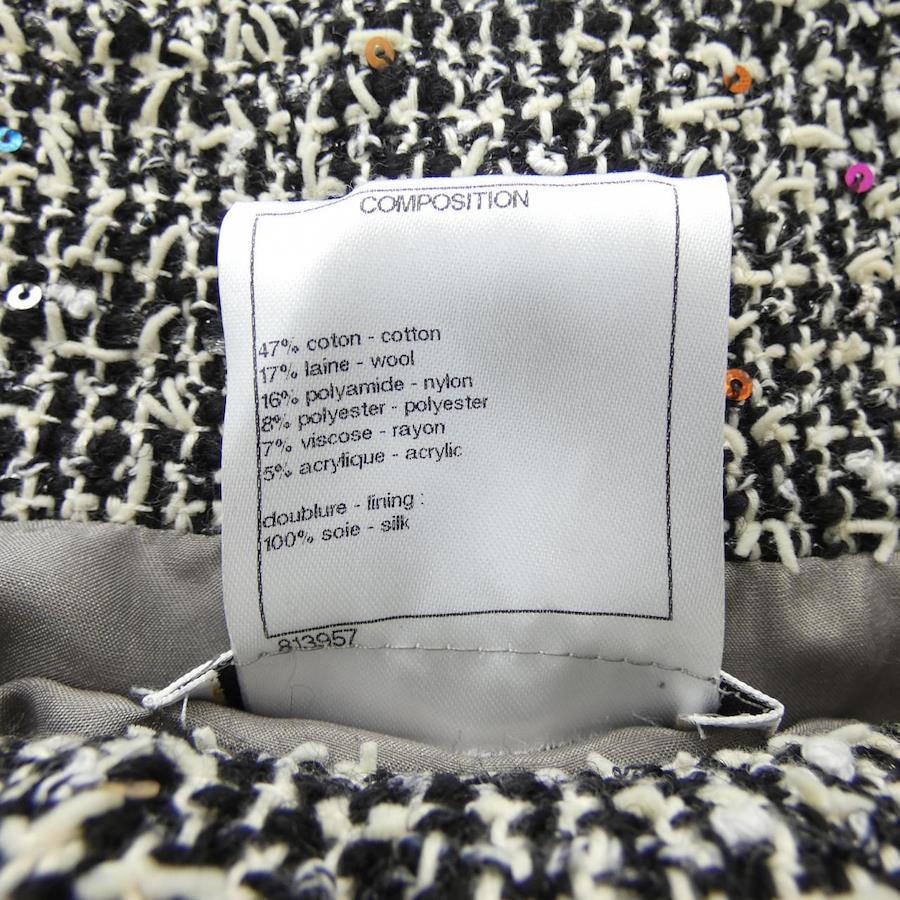 COMPOSITION
47% coton - cotton
17% laine - wool
16% polyamide - nylon
8% polyester - polyester
7% viscose - rayon
5% acrylique - acrylic
doublure - lining :
100% soie - silk
813957